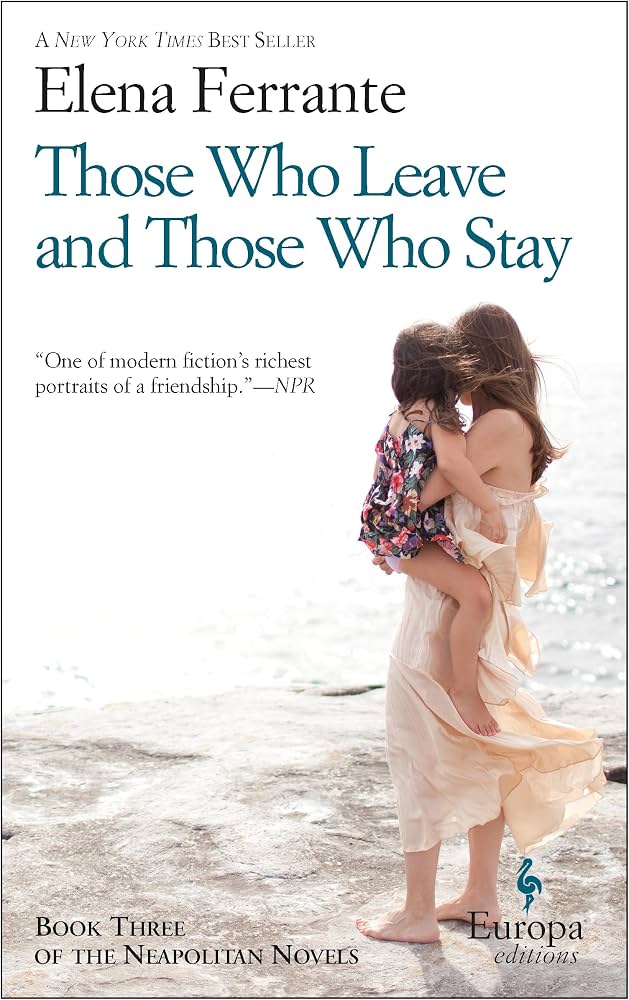 A New York Times Best Seller
Elena Ferrante
Those Who Leave
and Those Who Stay
“One of modern fiction’s richest
portraits of a friendship.”—NPR
Book Three
of the Neapolitan Novels
Europa
editions